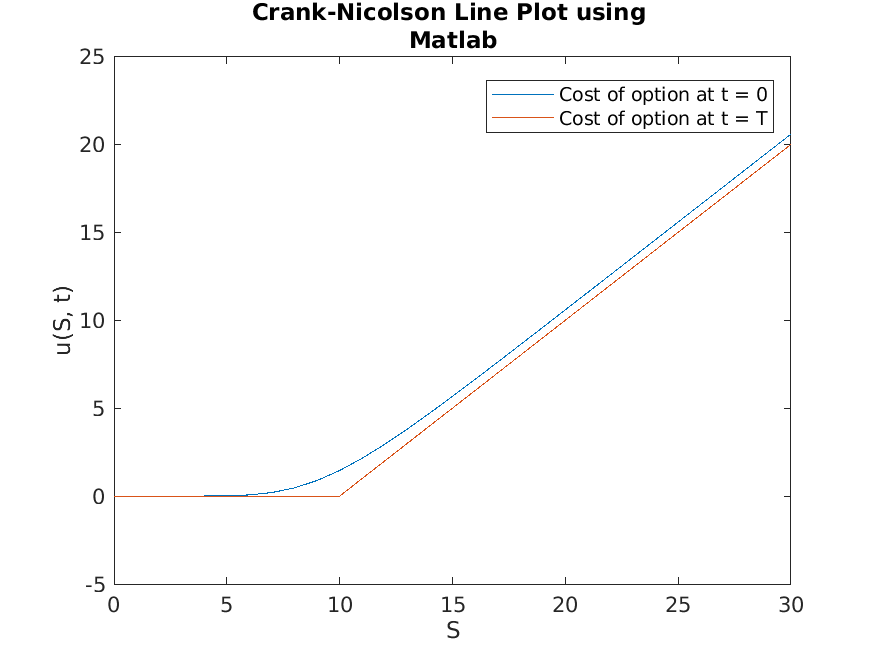 Crank-Nicolson Line Plot using
Matlab
Cost of option at t = 0
Cost of option at t = T
u(S, t)
25
20
15
10
5
0
-5
0 5 10 15 20 25 30
S